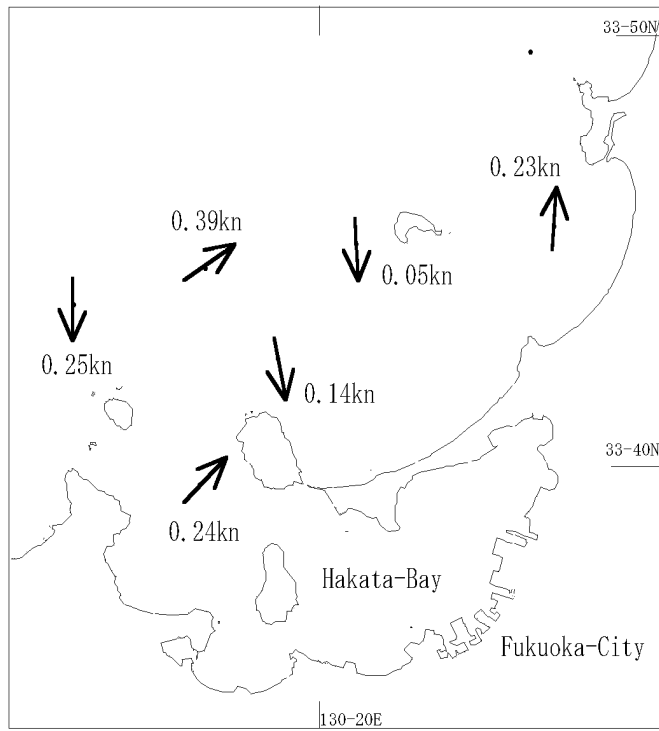 33-50N
0.23kn
0.39kn
0.05kn
0.25kn
0.14kn
33-40N
0.24kn
Hakata-Bay
Fukuoka-City
130-20E